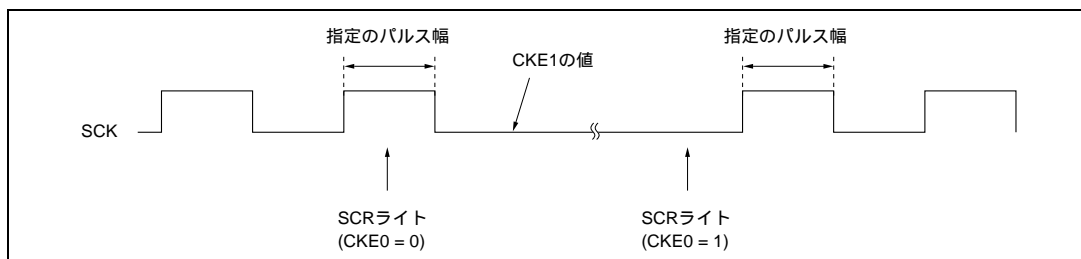 指定のパルス幅
指定のパルス幅
CKE1の値
SCK
SCRライト
(CKE0 = 0)
SCRライト
(CKE0 = 1)